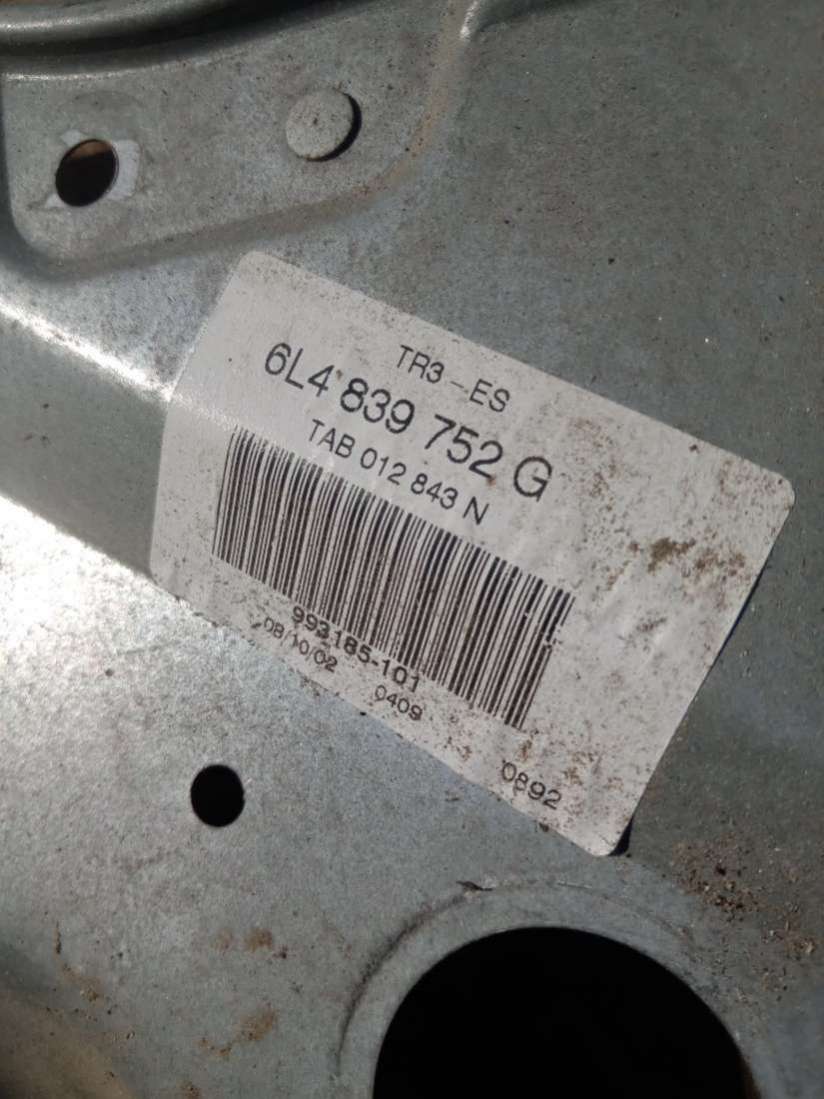 TR3-ES
6L4 839 752 G
TAB 012 843 N
993185-101
08/10/02 0409
0892